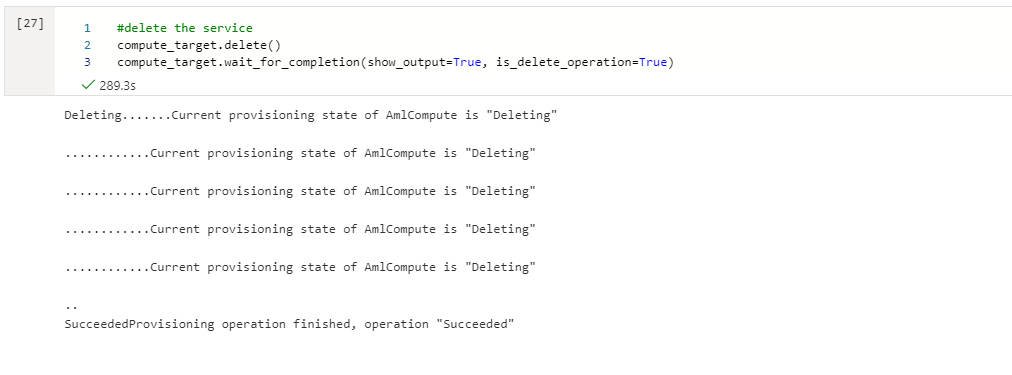 [27]
1 #delete the service
2 compute_target.delete()
3 compute_target.wait_for_completion(show_output=True, is_delete_operation=True)
289.3s
Deleting.......Current provisioning state of AmlCompute is "Deleting"
............Current provisioning state of AmlCompute is "Deleting"
............Current provisioning state of AmlCompute is "Deleting"
............Current provisioning state of AmlCompute is "Deleting"
............Current provisioning state of AmlCompute is "Deleting"
..
SucceededProvisioning operation finished, operation "Succeeded"